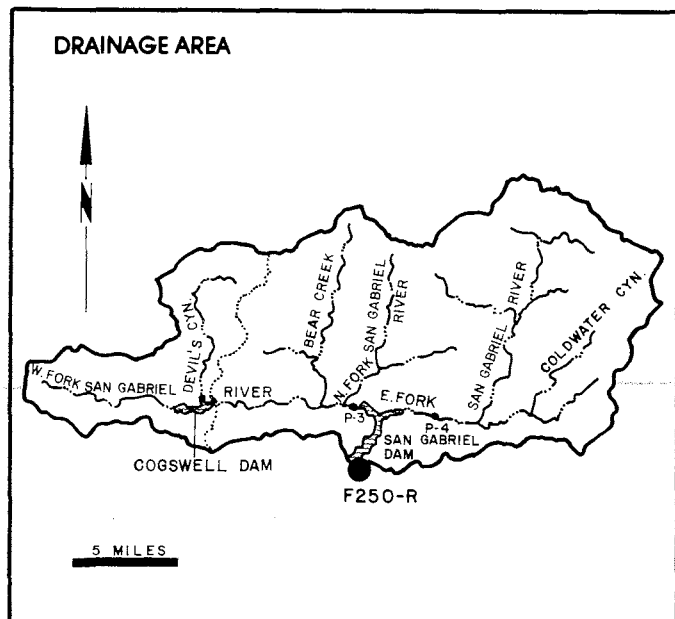 DRAINAGE AREA
N
W. FORK SAN GABRIEL RIVER
DEVIL'S CYN.
BEAR CREEK
N. FORK SAN GABRIEL
RIVER
E. FORK
SAN GABRIEL RIVER
COLDWATER CYN.
P-3
P-4
SAN GABRIEL
DAM
COGSWELL DAM
F250-R
5 MILES